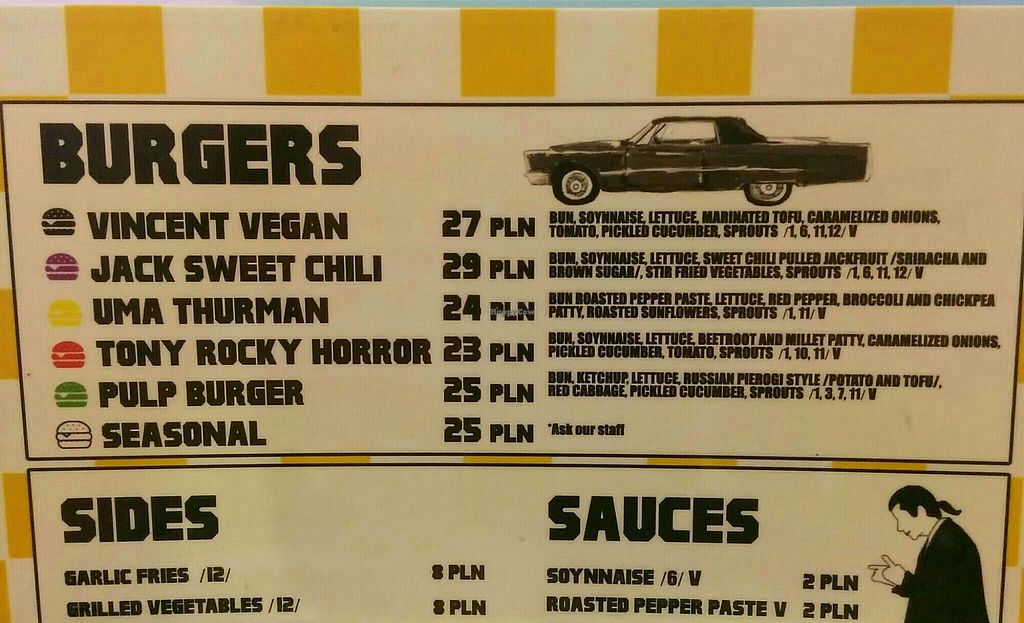 BURGERS
VINCENT VEGAN 27 PLN
BUN, SOYNNAISE, LETTUCE, MARINATED TOFU, CARAMELIZED ONIONS,
TOMATO, PICKLED CUCUMBER, SPROUTS /1, 6, 11,12/ V
JACK SWEET CHILI 29 PLN
BUN, SOYNNAISE, LETTUCE, SWEET CHILI PULLED JACKFRUIT /SRIRACHA AND
BROWN SUGAR/, STIR FRIED VEGETABLES, SPROUTS /1, 6, 11, 12/ V
UMA THURMAN 24 PLN
BUN ROASTED PEPPER PASTE, LETTUCE, RED PEPPER, BROCCOLI AND CHICKPEA
PATTY, ROASTED SUNFLOWERS, SPROUTS /1, 11/ V
HappyCow
TONY ROCKY HORROR 23 PLN
BUN, SOYNNAISE, LETTUCE, BEETROOT AND MILLET PATTY, CARAMELIZED ONIONS,
PICKLED CUCUMBER, TOMATO, SPROUTS /1, 10, 11/ V
PULP BURGER 25 PLN
BUN, KETCHUP, LETTUCE, RUSSIAN PIEROGI STYLE /POTATO AND TOFU/,
RED CABBAGE, PICKLED CUCUMBER, SPROUTS /1, 3, 7, 11/ V
SEASONAL 25 PLN
*Ask our staff
SIDES
GARLIC FRIES /12/ 8 PLN
GRILLED VEGETABLES /12/ 8 PLN
SAUCES
SOYNNAISE /6/ V 2 PLN
ROASTED PEPPER PASTE V 2 PLN